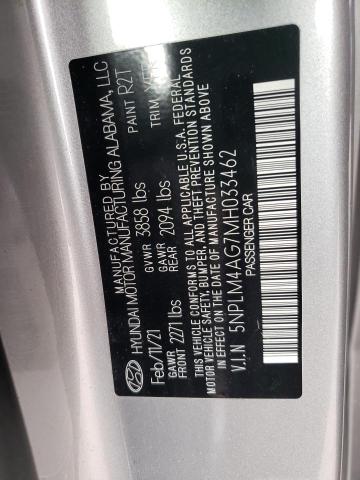 MANUFACTURED BY
HYUNDAI MOTOR MANUFACTURING ALABAMA, LLC
Feb/11/21 GVWR 3858 lbs PAINT R2T TRIM
GAWR FRONT 2271 lbs GAWR REAR 2094 lbs
THIS VEHICLE CONFORMS TO ALL APPLICABLE U.S.A. FEDERAL
MOTOR VEHICLE SAFETY, BUMPER, AND THEFT PREVENTION STANDARDS
IN EFFECT ON THE DATE OF MANUFACTURE SHOWN ABOVE.
V.I.N 5NPLM4AG7MH033462
PASSENGER CAR